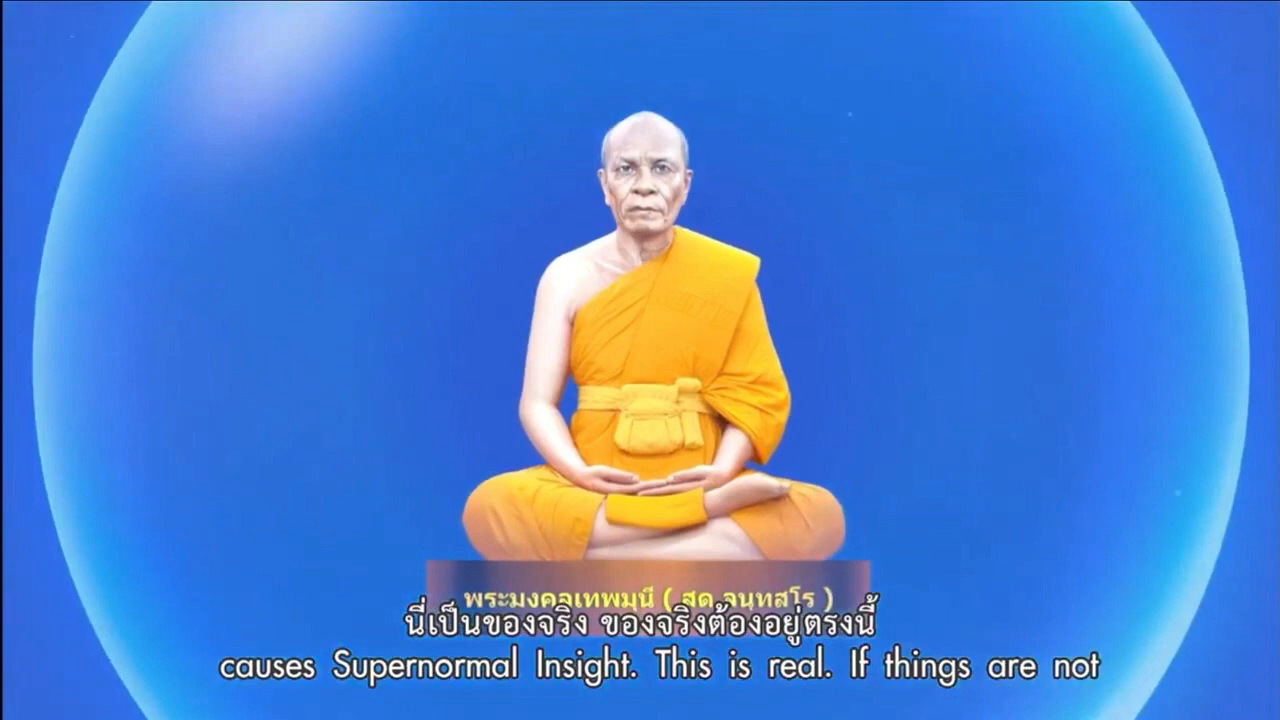 พระมงคลเทพมุนี ( สด จนฺทสโร )
นี่เป็นของจริง ของจริงต้องอยู่ตรงนี้
causes Supernormal Insight. This is real. If things are not